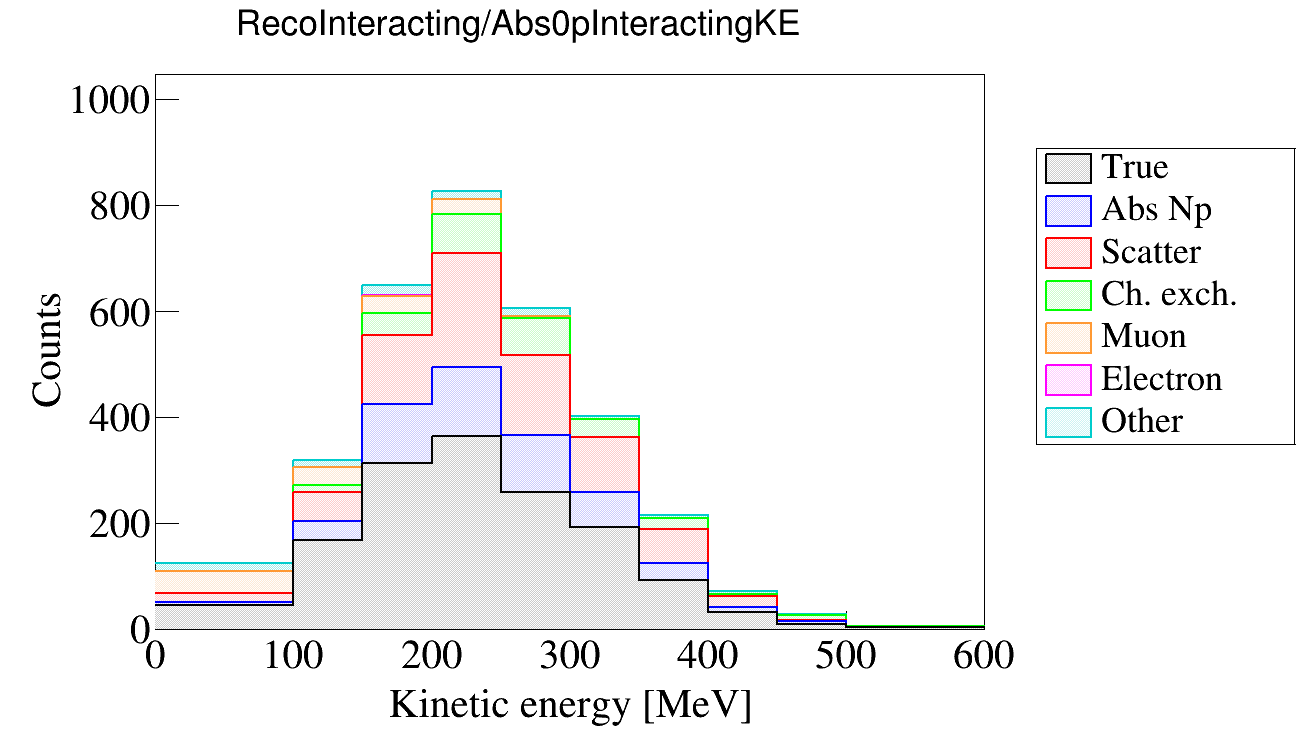 RecoInteracting/Abs0pInteractingKE
1000
800
600
400
200
0
Counts
0 100 200 300 400 500 600
Kinetic energy [MeV]
True
Abs Np
Scatter
Ch. exch.
Muon
Electron
Other